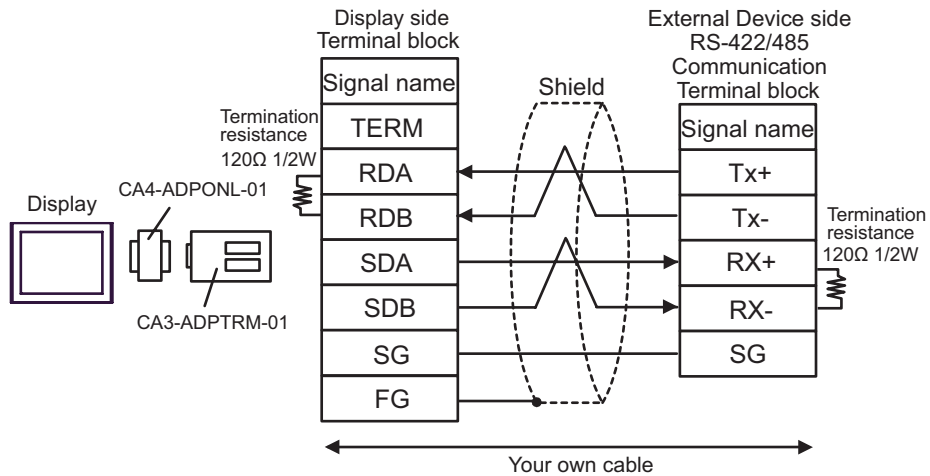 Display side
Terminal block
External Device side
RS-422/485
Communication
Terminal block
Signal name
Shield
Signal name
Termination
resistance
120Ω 1/2W
TERM
RDA
Tx+
CA4-ADPONL-01
Display
RDB
Tx-
Termination
resistance
120Ω 1/2W
SDA
RX+
CA3-ADPTRM-01
SDB
RX-
SG
SG
FG
Your own cable